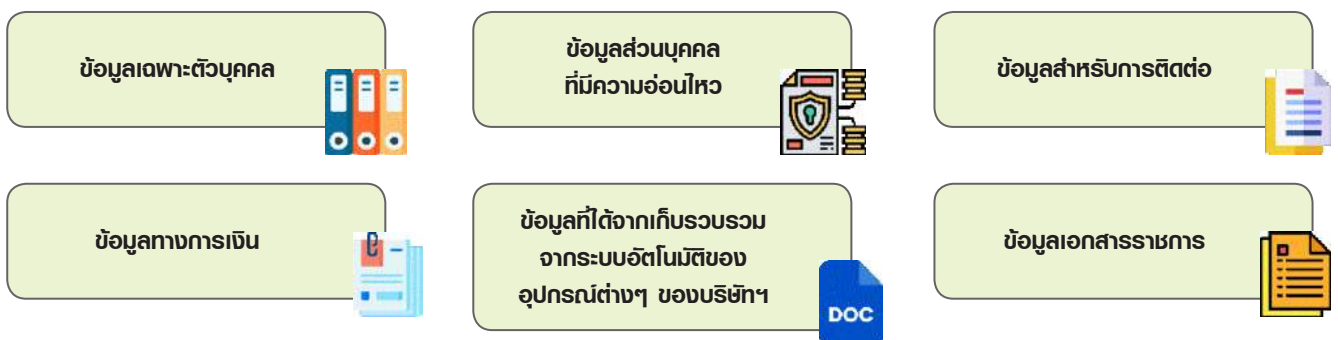 ข้อมูลเฉพาะตัวบุคคล
ข้อมูลส่วนบุคคล
ที่มีความอ่อนไหว
ข้อมูลสำหรับการติดต่อ
ข้อมูลทางการเงิน
ข้อมูลที่ได้จากเก็บรวบรวม
จากระบบอัตโนมัติของ
อุปกรณ์ต่างๆ ของบริษัทฯ
DOC
ข้อมูลเอกสารราชการ